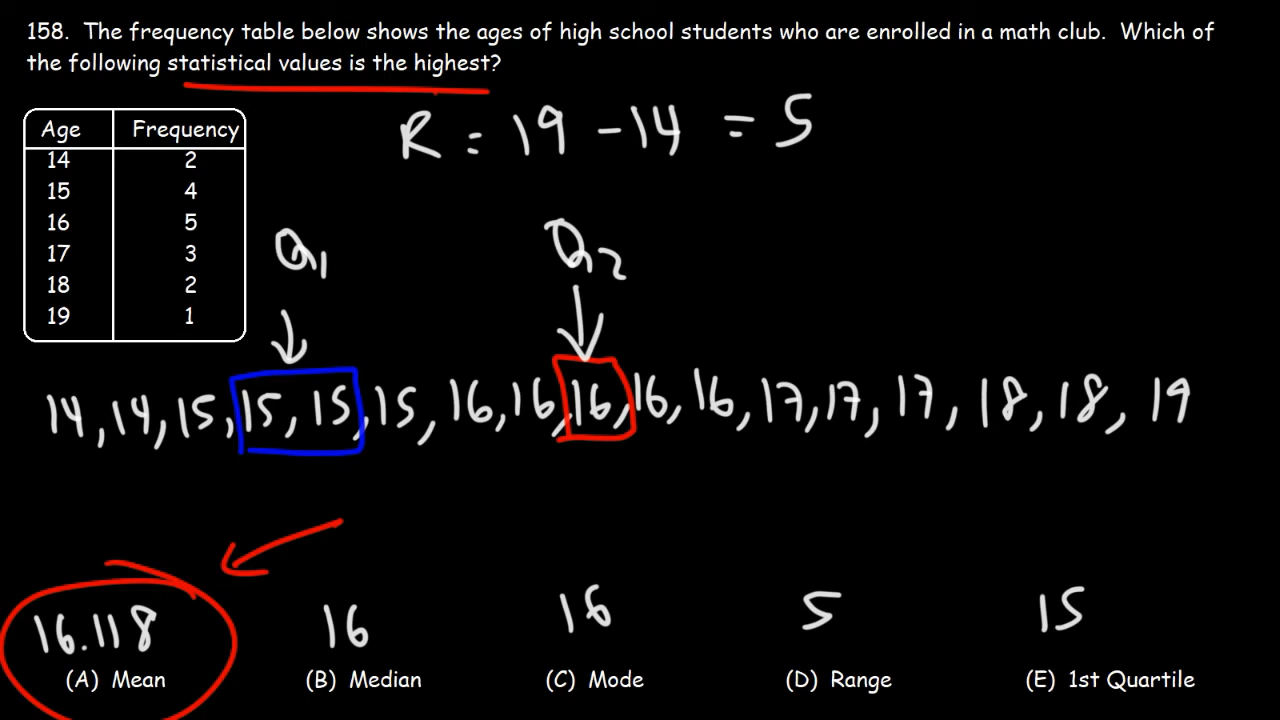 158. The frequency table below shows the ages of high school students who are enrolled in a math club. Which of
the following statistical values is the highest?
Age Frequency
14 2
15 4
16 5
17 3
18 2
19 1
R = 19 - 14 = 5
Q1 Q2
14, 14, 15, 15, 15, 15, 16, 16, 16, 16, 16, 17, 17, 17, 18, 18, 19
16.118 16 16 5 15
(A) Mean (B) Median (C) Mode (D) Range (E) 1st Quartile